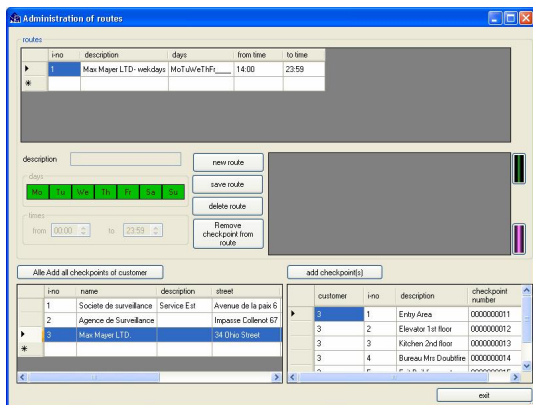 Administration of routes
routes
i-no description days from time to time
1 Max Mayer LTD- wekdays MoTuWeThFr____ 14:00 23:59
description
new route
days
Mo Tu We Th Fr Sa Su
save route
delete route
times
from 00:00 to 23:59
Remove
checkpoint from
route
Alle Add all checkpoints of customer
add checkpoint(s)
i-no name description street
1 Societe de surveillance Service Est Avenue de la paix 6
2 Agence de Surveillance Impasse Collenot 67
3 Max Mayer LTD. 34 Ohio Street
customer i-no description checkpoint
number
3 1 Entry Area 0000000011
3 2 Elevator 1st floor 0000000012
3 3 Kitchen 2nd floor 0000000013
3 4 Bureau Mrs Doubtfire 0000000014
exit